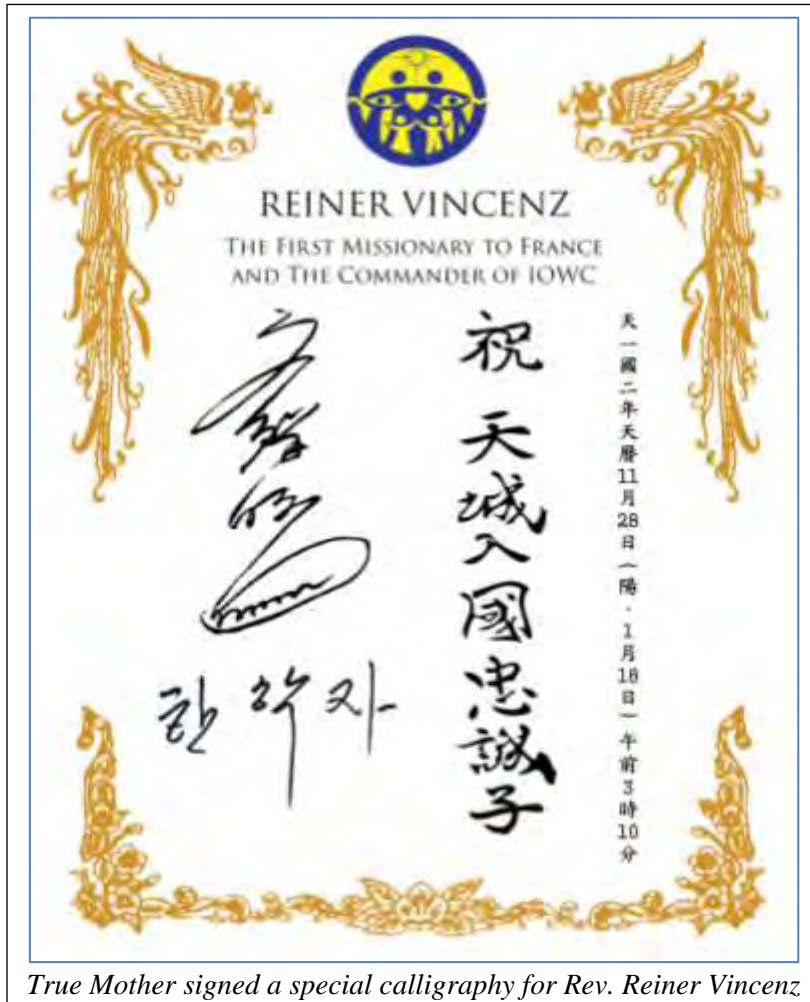 REINER VINCENZ
THE FIRST MISSIONARY TO FRANCE
AND THE COMMANDER OF IOWC
天一國二年天曆11月28日(陽·1月18日)午前3時10分
祝 天城入國忠誠子
文鮮明
한학자
True Mother signed a special calligraphy for Rev. Reiner Vincenz